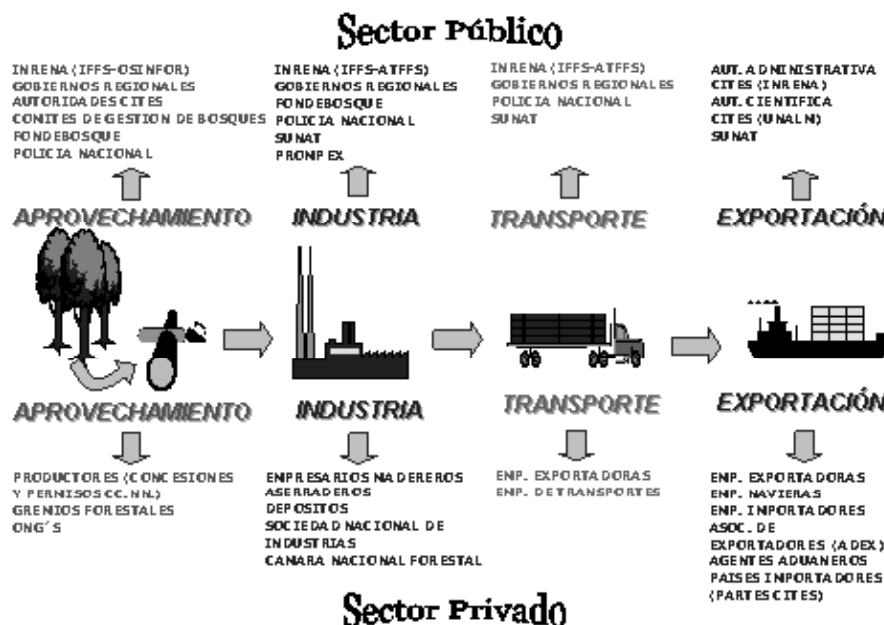 Sector Público
INRENA (IFFS-OSINFOR)
GOBIERNOS REGIONALES
AUTORIDADES CITES
COMITES DE GESTION DE BOSQUES
FONDEBOSQUE
POLICIA NACIONAL
INRENA (IFFS-ATFFS)
GOBIERNOS REGIONALES
FONDEBOSQUE
POLICIA NACIONAL
SUNAT
PROMPEX
INRENA (IFFS-ATFFS)
GOBIERNOS REGIONALES
POLICIA NACIONAL
SUNAT
AUT. ADMINISTRATIVA
CITES (INRENA)
AUT. CIENTIFICA
CITES (UNALM)
SUNAT
APROVECHAMIENTO
INDUSTRIA
TRANSPORTE
EXPORTACIÓN
APROVECHAMIENTO
INDUSTRIA
TRANSPORTE
EXPORTACIÓN
PRODUCTORES (CONCESIONES
Y PERMISOS CC.NN.)
GREMIOS FORESTALES
ONG´S
EMPRESARIOS MADEREROS
ASERRADEROS
DEPOSITOS
SOCIEDAD NACIONAL DE
INDUSTRIAS
CAMARA NACIONAL FORESTAL
EMP. EXPORTADORAS
EMP. DE TRANSPORTES
EMP. EXPORTADORAS
EMP. NAVIERAS
EMP. IMPORTADORES
ASOC. DE
EXPORTADORES (ADEX)
AGENTES ADUANEROS
PAISES IMPORTADORES
(PARTES CITES)
Sector Privado